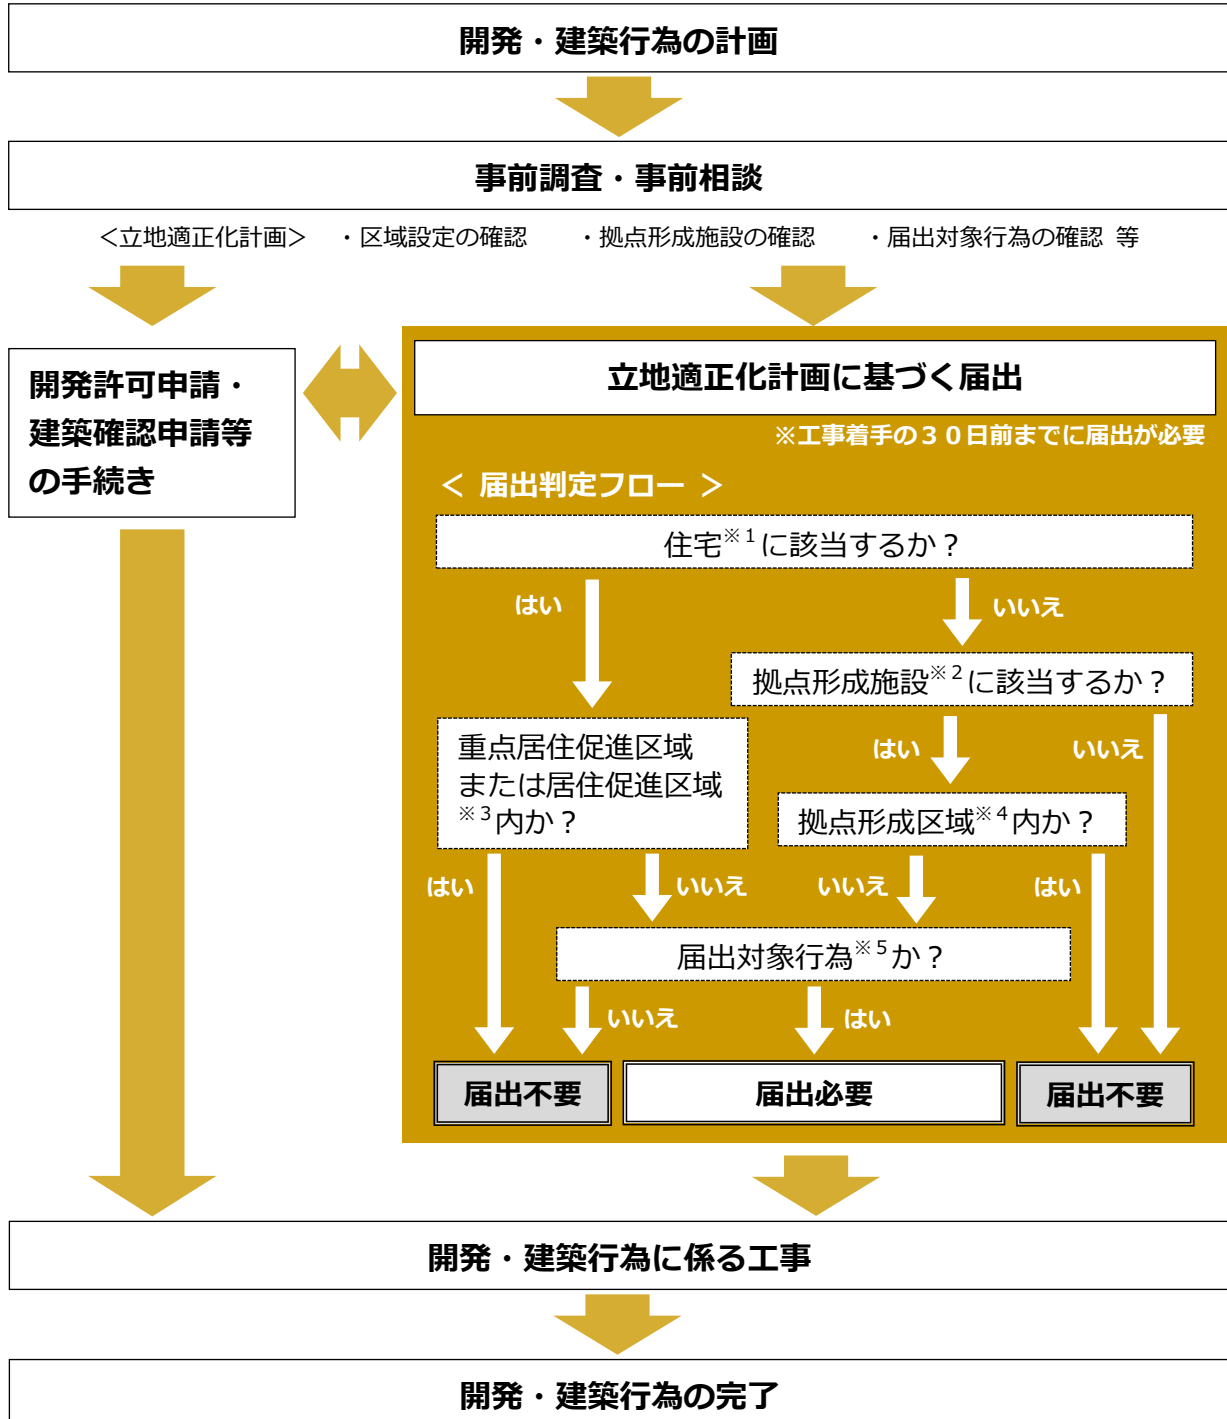 開発・建築行為の計画
事前調査・事前相談
＜立地適正化計画＞　・区域設定の確認　　・拠点形成施設の確認　　・届出対象行為の確認 等
開発許可申請・
建築確認申請等
の手続き
立地適正化計画に基づく届出
※工事着手の３０日前までに届出が必要
＜ 届出判定フロー ＞
住宅※１に該当するか？
はい
いいえ
拠点形成施設※２に該当するか？
はい
いいえ
重点居住促進区域
または居住促進区域
※３内か？
拠点形成区域※４内か？
はい
いいえ
いいえ
はい
届出対象行為※５か？
いいえ
はい
届出不要
届出必要
届出不要
開発・建築行為に係る工事
開発・建築行為の完了